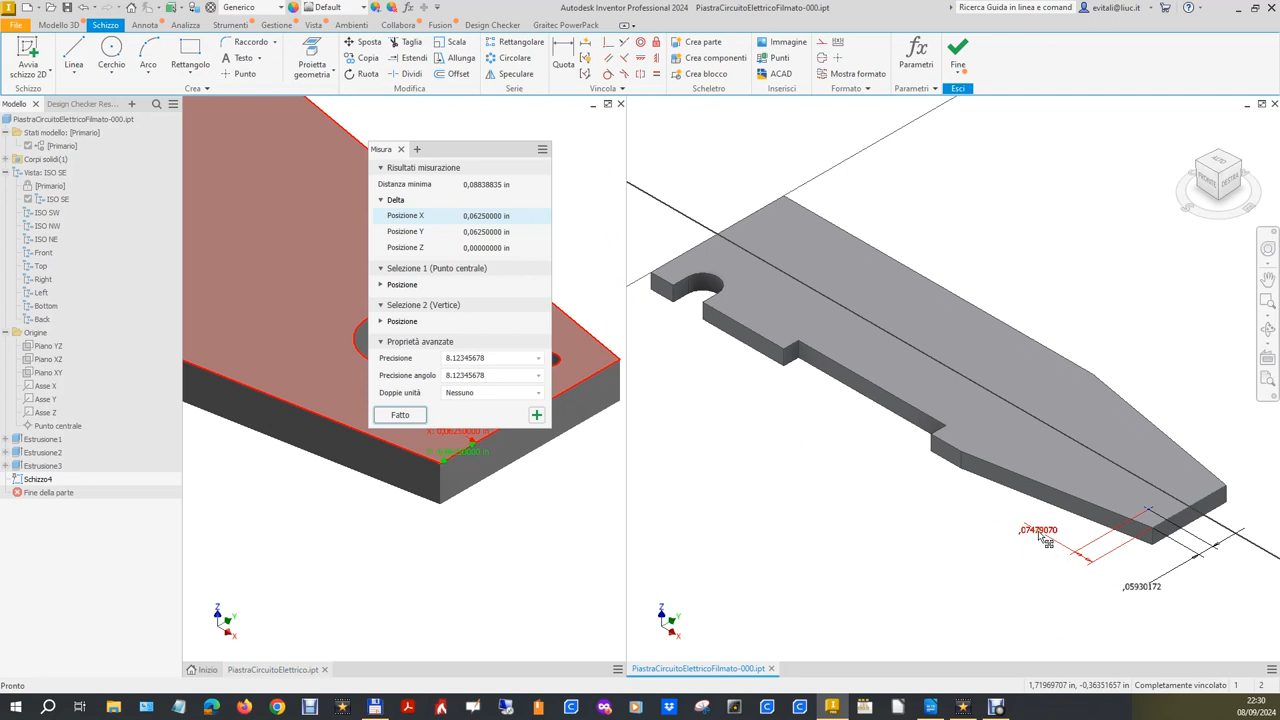 Generico
Default
Autodesk Inventor Professional 2024 PiastraCircuitoElettricoFilmato-000.ipt
Ricerca Guida in linea e comandi
evitali@liuc.it
File
Modello 3D
Schizzo
Annota
Analizza
Strumenti
Gestisci
Vista
Ambienti
Collabora
Fusion
Design Checker
Graitec PowerPack
Avvia
schizzo 2D
Linea
Cerchio
Arco
Rettangolo
Raccordo
Testo
Punto
Proietta
geometria
Sposta
Copia
Ruota
Taglia
Estendi
Dividi
Scala
Allunga
Offset
Rettangolare
Circolare
Speculare
Quota
Crea parte
Crea componenti
Crea blocco
Immagine
Punti
ACAD
Mostra formato
fx
Parametri
Fine
Schizzo
Crea
Modifica
Serie
Vincola
Scheletro
Inserisci
Formato
Parametri
Esci
Modello
Design Checker Res...
PiastraCircuitoElettricoFilmato-000.ipt
Stati modello: [Primario]
[Primario]
Corpi solidi(1)
Vista: ISO SE
[Primario]
ISO SE
ISO SW
ISO NW
ISO NE
Front
Top
Right
Left
Bottom
Back
Origine
Piano YZ
Piano XZ
Piano XY
Asse X
Asse Y
Asse Z
Punto centrale
Estrusione1
Estrusione2
Estrusione3
Schizzo4
Fine della parte
Misura
Risultati misurazione
Distanza minima 0,08838835 in
Delta
Posizione X 0,06250000 in
Posizione Y 0,06250000 in
Posizione Z 0,00000000 in
Selezione 1 (Punto centrale)
Posizione
Selezione 2 (Vertice)
Posizione
Proprietà avanzate
Precisione 8.12345678
Precisione angolo 8.12345678
Doppie unità Nessuno
Fatto
Z
Y
X
Z
Y
X
ALTO
FRONTE
DESTRA
,07479070
,05930172
Inizio
PiastraCircuitoElettrico.ipt
PiastraCircuitoElettricoFilmato-000.ipt
Pronto
1,71969707 in, -0,36351657 in
Completamente vincolato
1
2
22:30
08/09/2024